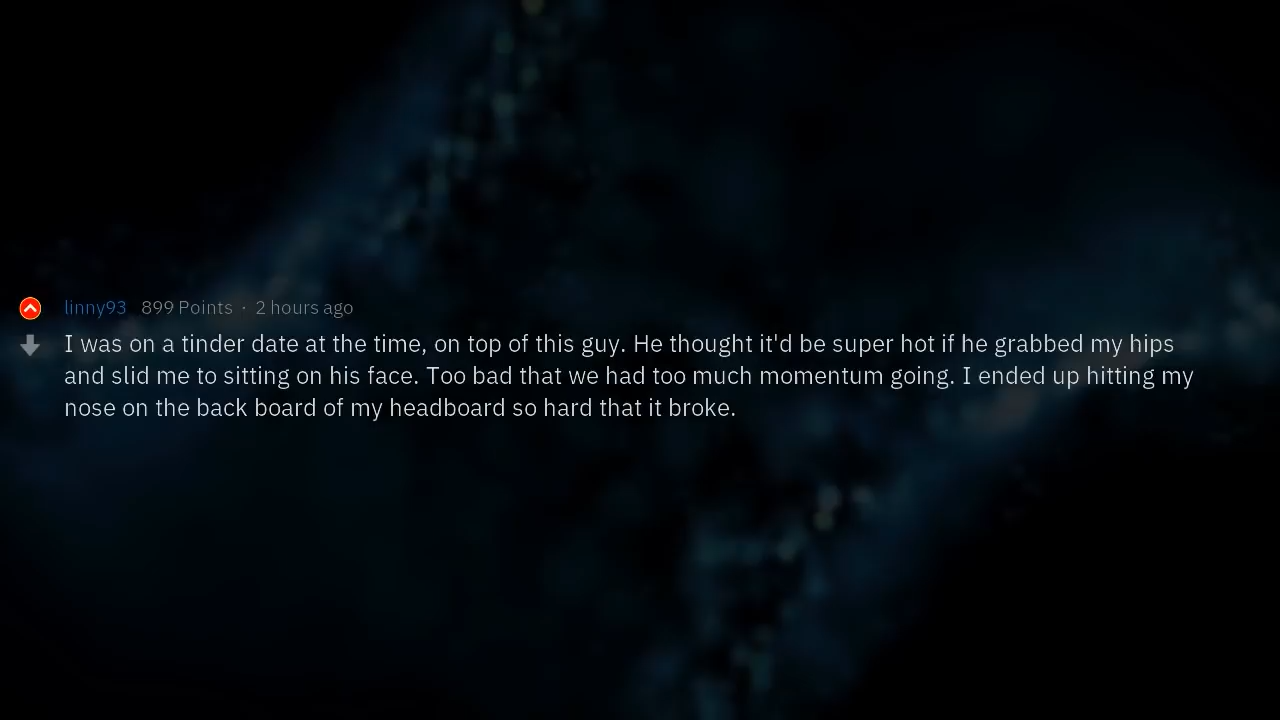 linny93 899 Points · 2 hours ago
I was on a tinder date at the time, on top of this guy. He thought it'd be super hot if he grabbed my hips
and slid me to sitting on his face. Too bad that we had too much momentum going. I ended up hitting my
nose on the back board of my headboard so hard that it broke.